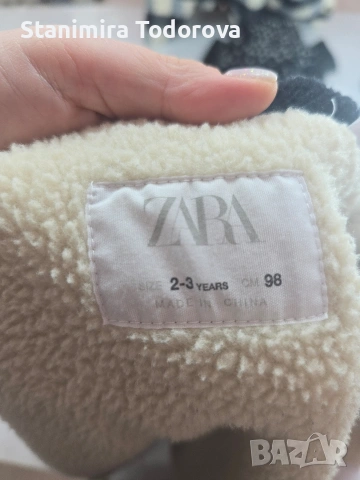 Stanimira Todorova
ZARA
SIZE 2-3 YEARS CM 98
MADE IN CHINA
BAZAR